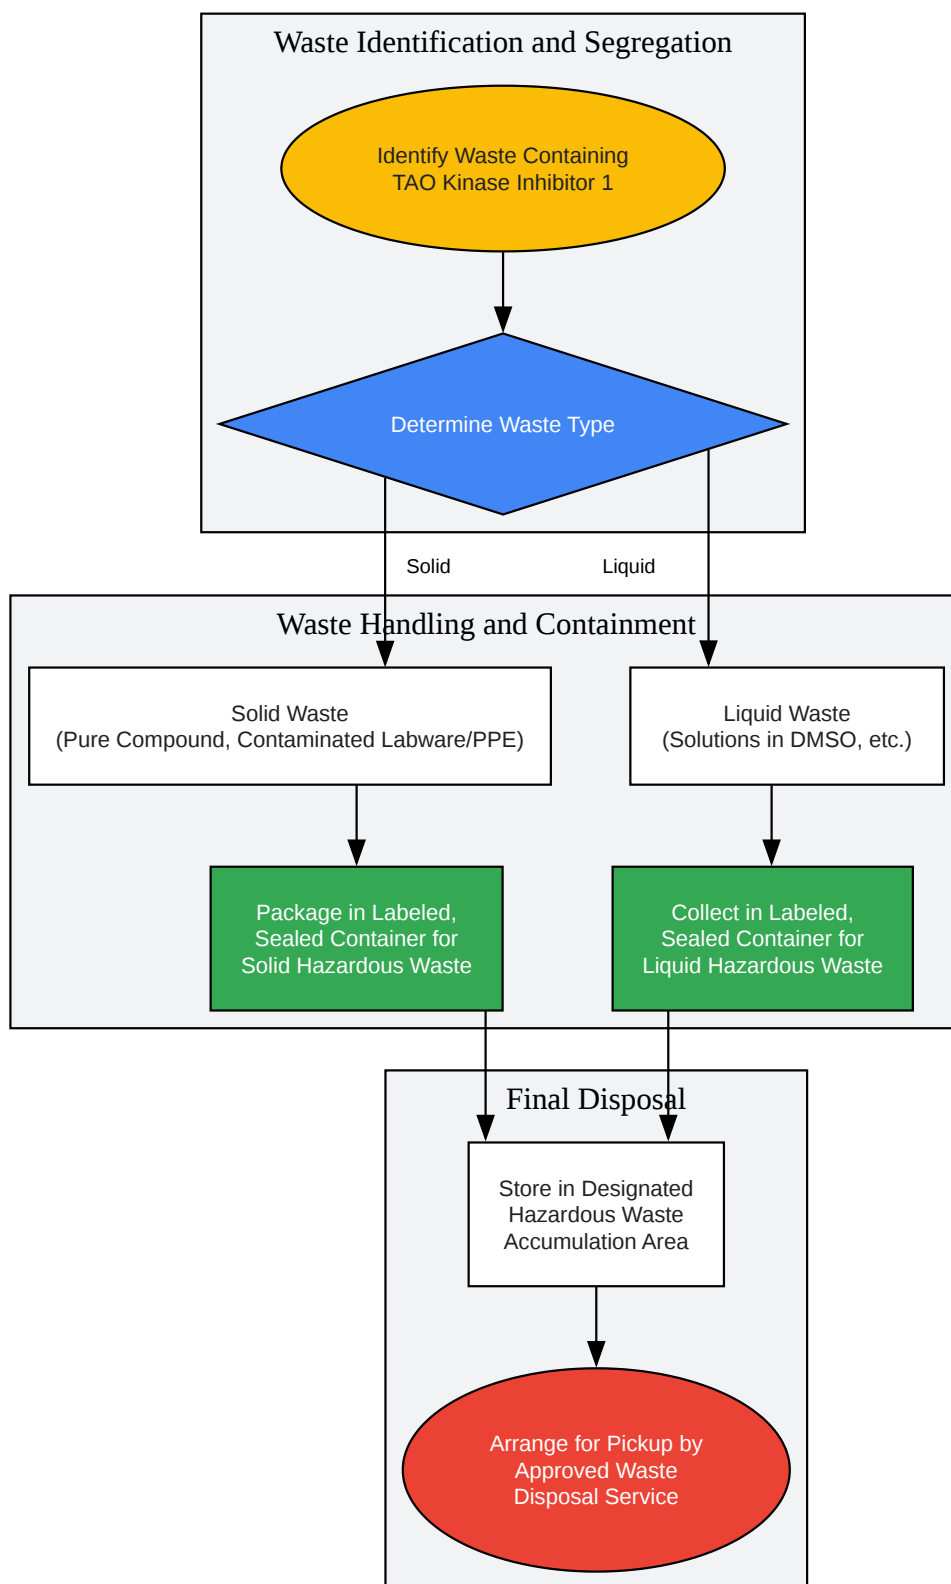 Waste Identification and Segregation
Identify Waste Containing
TAO Kinase Inhibitor 1
Determine Waste Type
Solid
Liquid
Waste Handling and Containment
Solid Waste
(Pure Compound, Contaminated Labware/PPE)
Liquid Waste
(Solutions in DMSO, etc.)
Package in Labeled,
Sealed Container for
Solid Hazardous Waste
Collect in Labeled,
Sealed Container for
Liquid Hazardous Waste
Final Disposal
Store in Designated
Hazardous Waste
Accumulation Area
Arrange for Pickup by
Approved Waste
Disposal Service